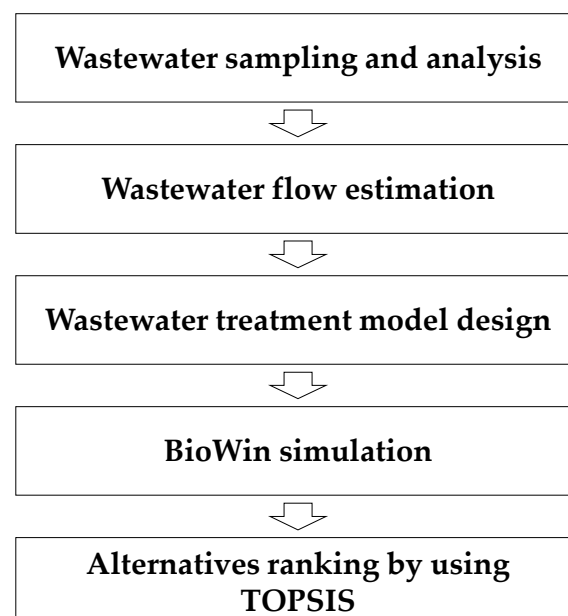 Wastewater sampling and analysis
Wastewater flow estimation
Wastewater treatment model design
BioWin simulation
Alternatives ranking by using
TOPSIS